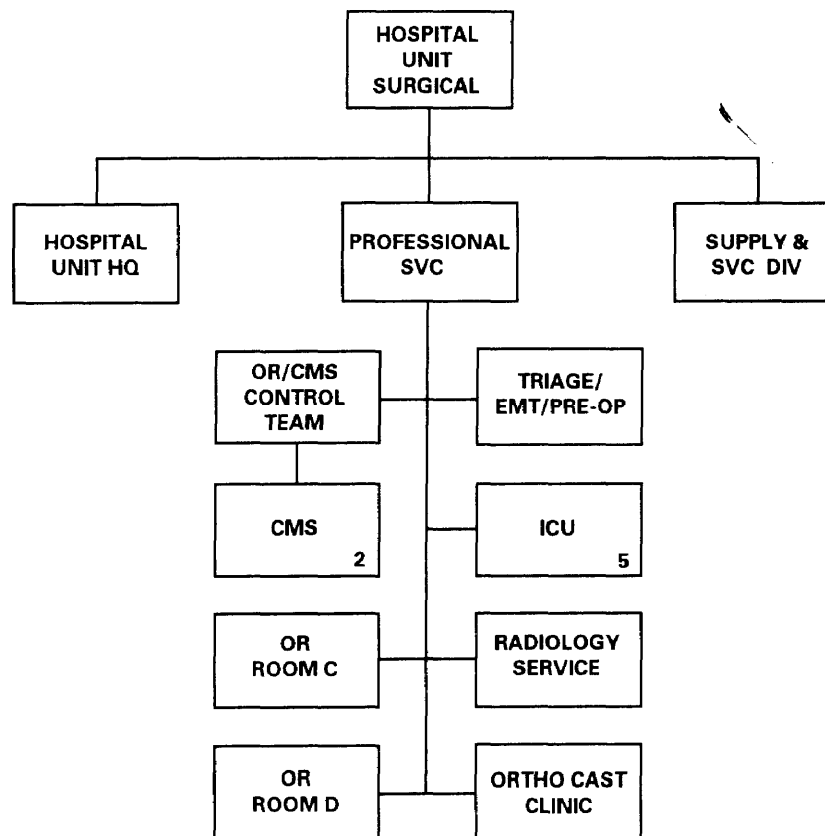 HOSPITAL
UNIT
SURGICAL
HOSPITAL
UNIT HQ
PROFESSIONAL
SVC
SUPPLY &
SVC DIV
OR/CMS
CONTROL
TEAM
TRIAGE/
EMT/PRE-OP
CMS
2
ICU
5
OR
ROOM C
RADIOLOGY
SERVICE
OR
ROOM D
ORTHO CAST
CLINIC